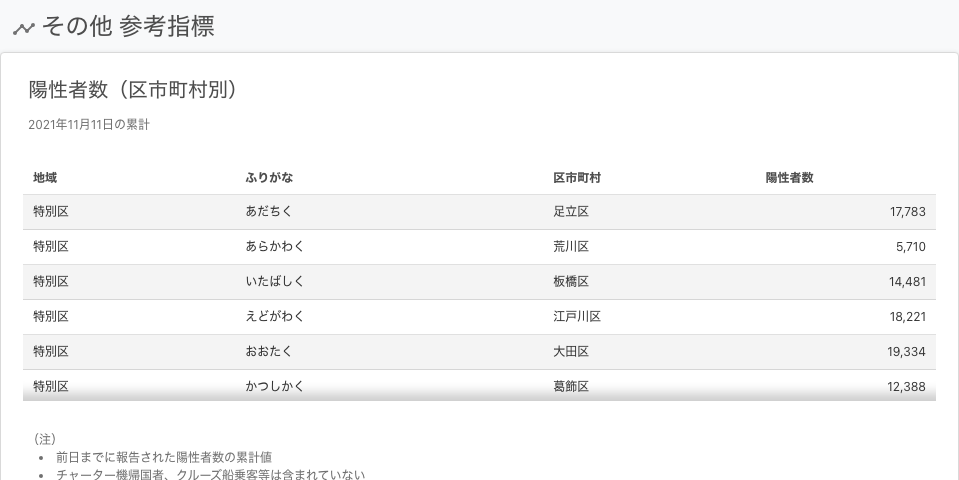 その他 参考指標
陽性者数（区市町村別）
2021年11月11日の累計
地域 ふりがな 区市町村 陽性者数
特別区 あだちく 足立区 17,783
特別区 あらかわく 荒川区 5,710
特別区 いたばしく 板橋区 14,481
特別区 えどがわく 江戸川区 18,221
特別区 おおたく 大田区 19,334
特別区 かつしかく 葛飾区 12,388
（注）
• 前日までに報告された陽性者数の累計値
• チャーター機帰国者、クルーズ船乗客等は含まれていない